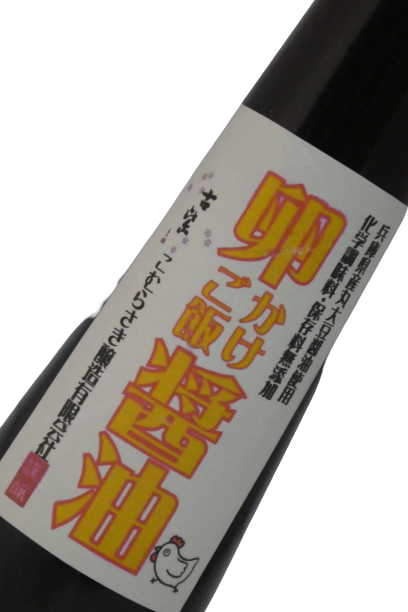 兵庫県産丸大豆醤油使用
化学調味料・保存料無添加
卵かけご飯醤油
こむらさき醸造有限会社